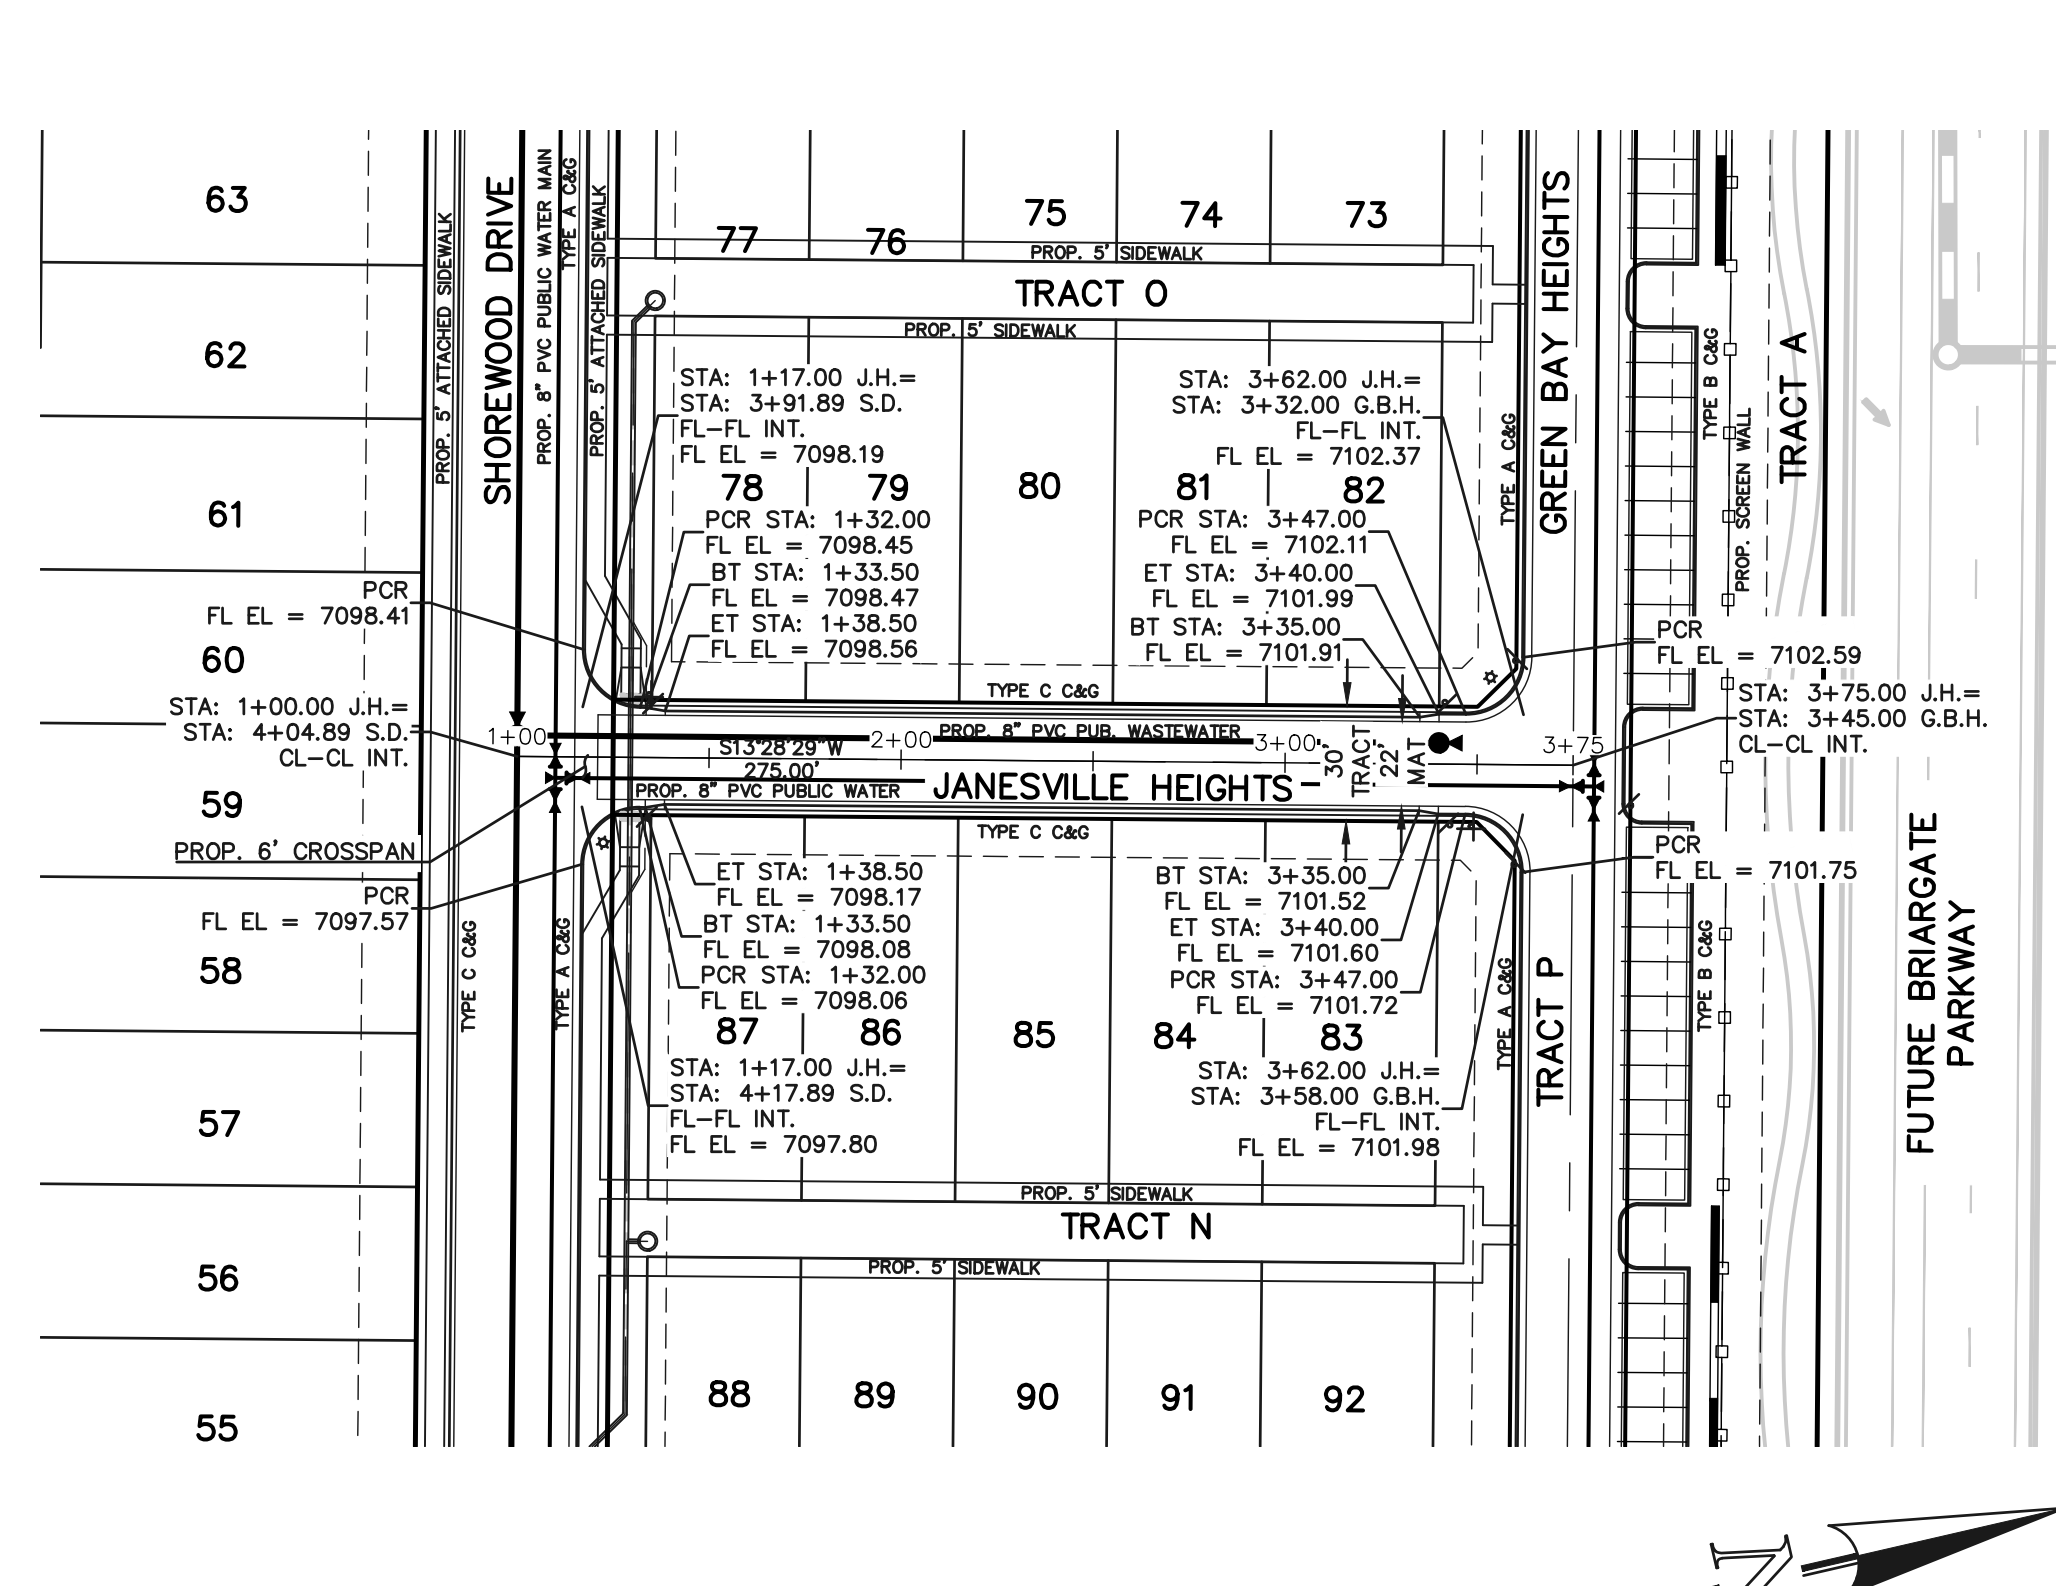 63
62
61
PCR
FL EL = 7098.41
60
STA: 1+00.00 J.H.=
STA: 4+04.89 S.D.
CL-CL INT.
59
PROP. 6' CROSSPAN
PCR
FL EL = 7097.57
58
57
56
55
PROP. 5' ATTACHED SIDEWALK
SHOREWOOD DRIVE
PROP. 8" PVC PUBLIC WATER MAIN
TYPE A C&G
PROP. 5' ATTACHED SIDEWALK
TYPE C C&G
TYPE A C&G
77
76
75
74
73
PROP. 5' SIDEWALK
TRACT O
PROP. 5' SIDEWALK
STA: 1+17.00 J.H.=
STA: 3+91.89 S.D.
FL-FL INT.
FL EL = 7098.19
STA: 3+62.00 J.H.=
STA: 3+32.00 G.B.H.
FL-FL INT.
FL EL = 7102.37
78
79
80
81
82
PCR STA: 1+32.00
FL EL = 7098.45
BT STA: 1+33.50
FL EL = 7098.47
ET STA: 1+38.50
FL EL = 7098.56
PCR STA: 3+47.00
FL EL = 7102.11
ET STA: 3+40.00
FL EL = 7101.99
BT STA: 3+35.00
FL EL = 7101.91
TYPE C C&G
1+00
2+00
3+00
3+75
PROP. 8" PVC PUB. WASTEWATER
S13°28'29"W
275.00'
PROP. 8" PVC PUBLIC WATER
JANESVILLE HEIGHTS
30'
TRACT
22'
MAT
TYPE C C&G
ET STA: 1+38.50
FL EL = 7098.17
BT STA: 1+33.50
FL EL = 7098.08
PCR STA: 1+32.00
FL EL = 7098.06
BT STA: 3+35.00
FL EL = 7101.52
ET STA: 3+40.00
FL EL = 7101.60
PCR STA: 3+47.00
FL EL = 7101.72
87
86
85
84
83
STA: 1+17.00 J.H.=
STA: 4+17.89 S.D.
FL-FL INT.
FL EL = 7097.80
STA: 3+62.00 J.H.=
STA: 3+58.00 G.B.H.
FL-FL INT.
FL EL = 7101.98
PROP. 5' SIDEWALK
TRACT N
PROP. 5' SIDEWALK
88
89
90
91
92
GREEN BAY HEIGHTS
TYPE A C&G
TYPE B C&G
PROP. SCREEN WALL
TRACT A
PCR
FL EL = 7102.59
STA: 3+75.00 J.H.=
STA: 3+45.00 G.B.H.
CL-CL INT.
PCR
FL EL = 7101.75
TYPE A C&G
TRACT P
TYPE B C&G
FUTURE BRIARGATE
PARKWAY
N